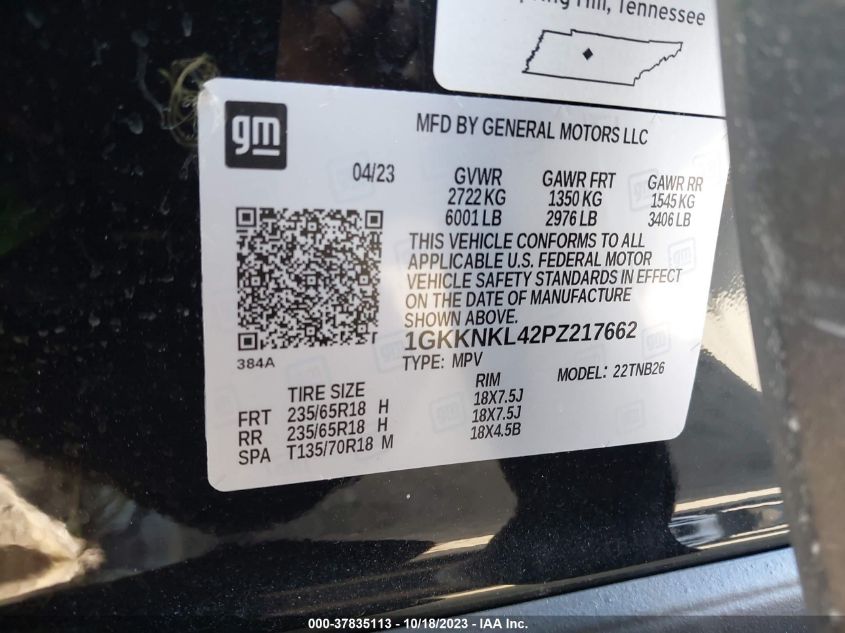 Hill, Tennessee
gm
MFD BY GENERAL MOTORS LLC
04/23 GVWR GAWR FRT GAWR RR
2722 KG 1350 KG 1545 KG
6001 LB 2976 LB 3406 LB
THIS VEHICLE CONFORMS TO ALL
APPLICABLE U.S. FEDERAL MOTOR
VEHICLE SAFETY STANDARDS IN EFFECT
ON THE DATE OF MANUFACTURE
SHOWN ABOVE.
1GKKNKL42PZ217662
384A
TYPE: MPV MODEL: 22TNB26
TIRE SIZE RIM
FRT 235/65R18 H 18X7.5J
RR 235/65R18 H 18X7.5J
SPA T135/70R18 M 18X4.5B
000-37835113 - 10/18/2023 - IAAI.COM